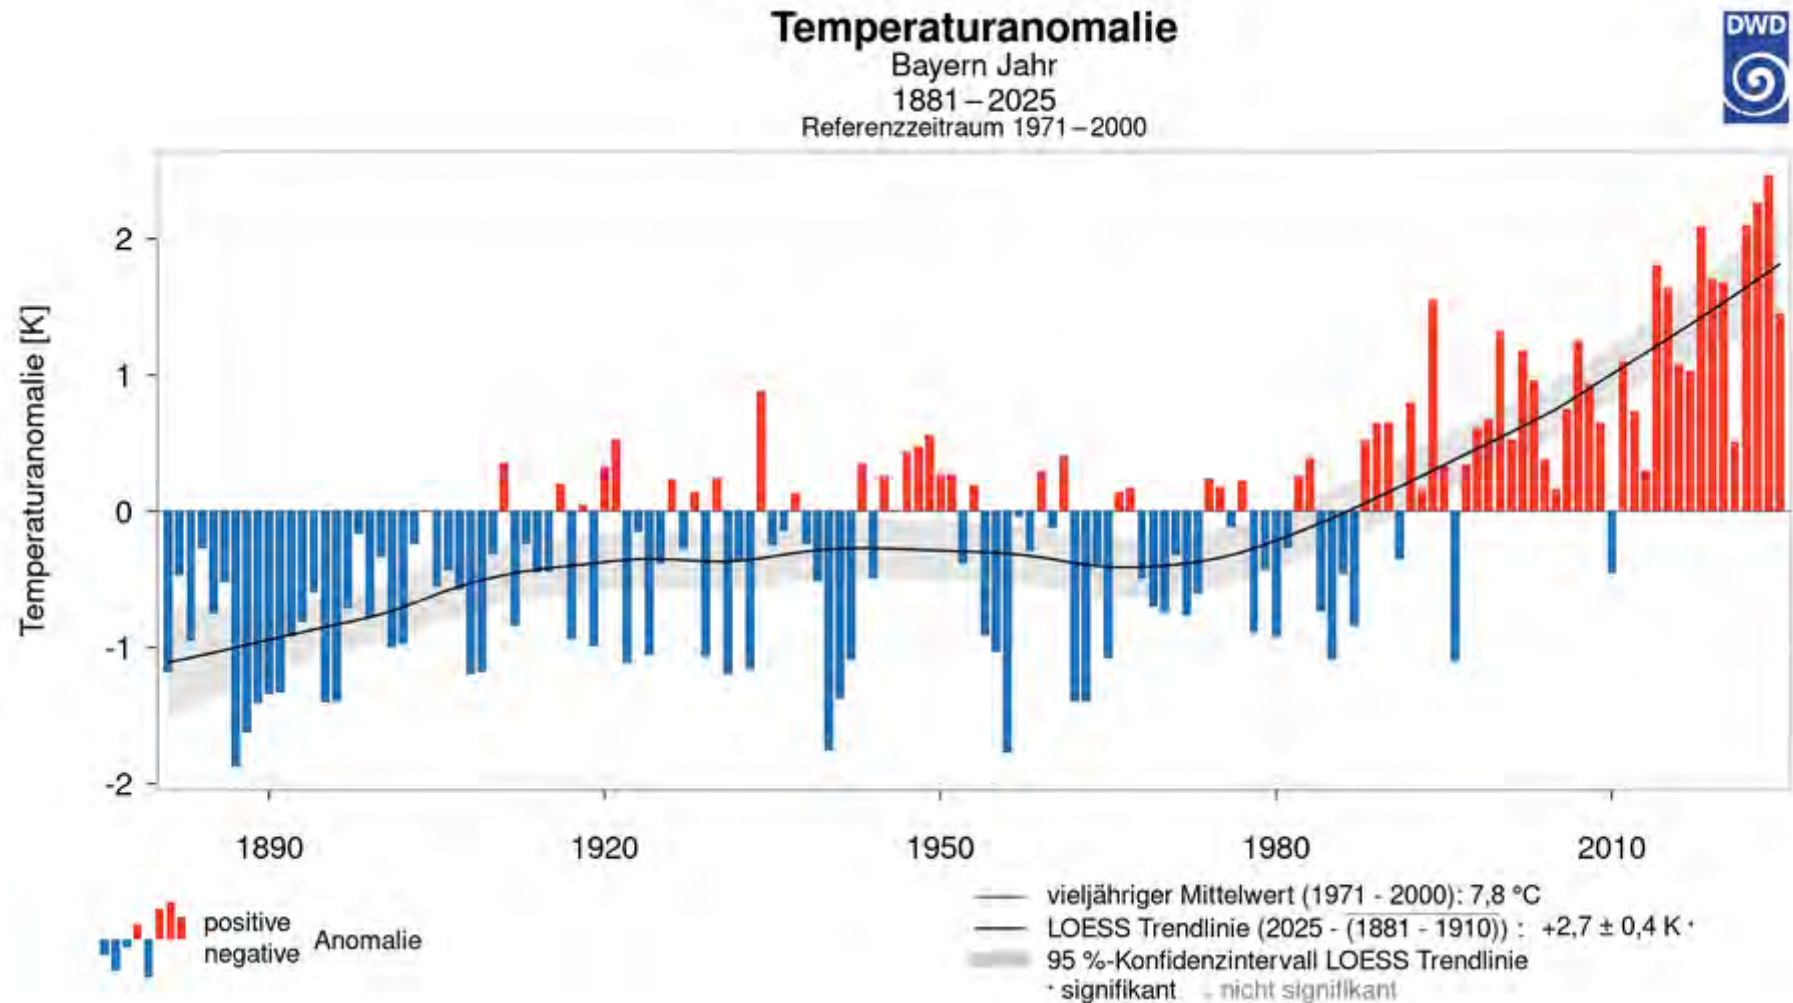 Temperaturanomalie
Bayern Jahr
1881 – 2025
Referenzzeitraum 1971 – 2000
DWD
Temperaturanomalie [K]
2
1
0
-1
-2
1890 1920 1950 1980 2010
positive
negative
Anomalie
vieljähriger Mittelwert (1971 - 2000): 7,8 °C
LOESS Trendlinie (2025 - (1881 - 1910)) : +2,7 ± 0,4 K *
95 %-Konfidenzintervall LOESS Trendlinie
* signifikant - nicht signifikant